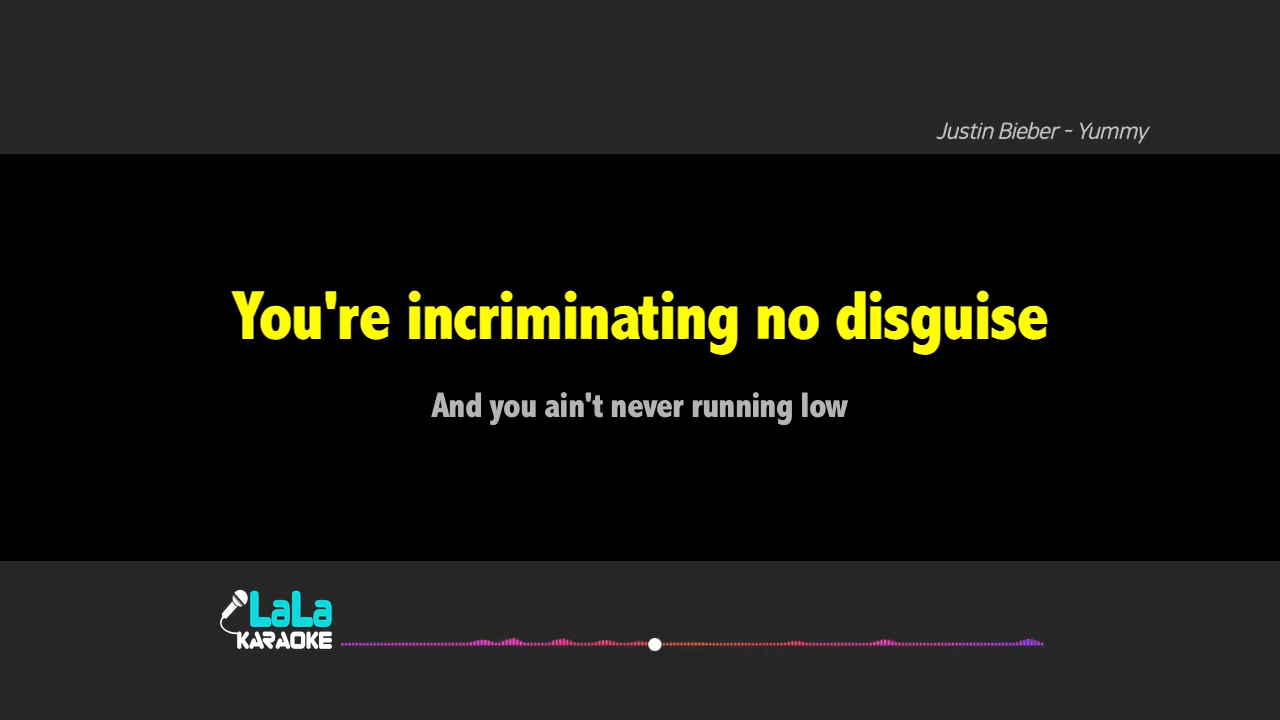 Justin Bieber - Yummy
You're incriminating no disguise
And you ain't never running low
LaLa
KARAOKE